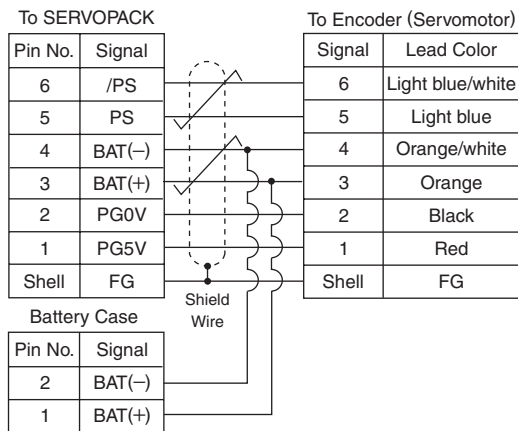 To SERVOPACK
Pin No. Signal
6 /PS
5 PS
4 BAT(−)
3 BAT(+)
2 PG0V
1 PG5V
Shell FG
Shield
Wire
To Encoder (Servomotor)
Signal Lead Color
6 Light blue/white
5 Light blue
4 Orange/white
3 Orange
2 Black
1 Red
Shell FG
Battery Case
Pin No. Signal
2 BAT(−)
1 BAT(+)